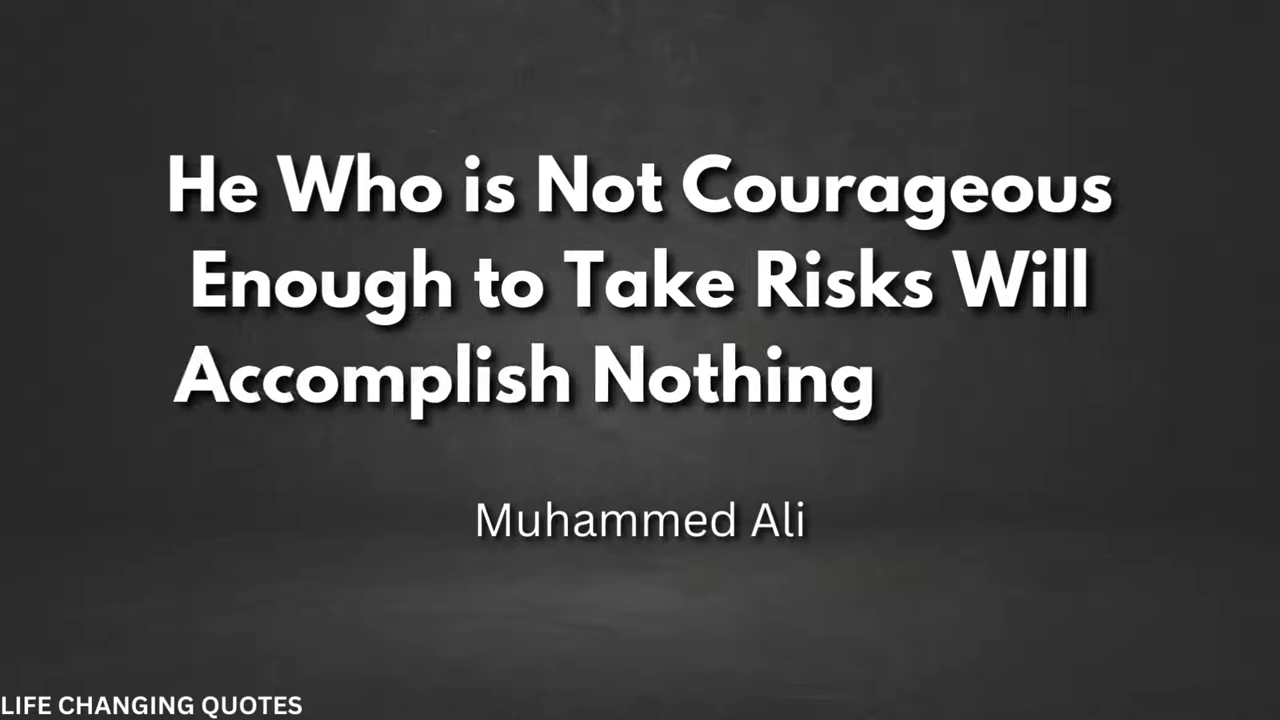 He Who is Not Courageous
Enough to Take Risks Will
Accomplish Nothing
Muhammed Ali
LIFE CHANGING QUOTES